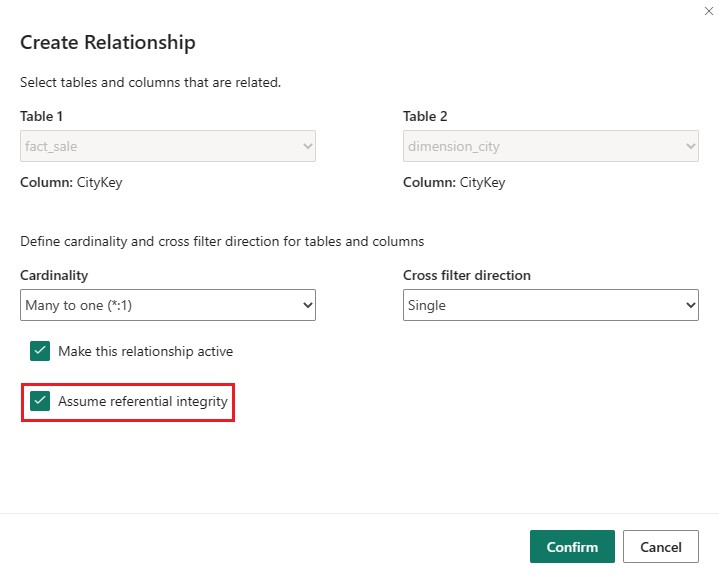 Create Relationship
Select tables and columns that are related.
Table 1
fact_sale
Column: CityKey
Table 2
dimension_city
Column: CityKey
Define cardinality and cross filter direction for tables and columns
Cardinality
Many to one (*:1)
Cross filter direction
Single
Make this relationship active
Assume referential integrity
Confirm
Cancel